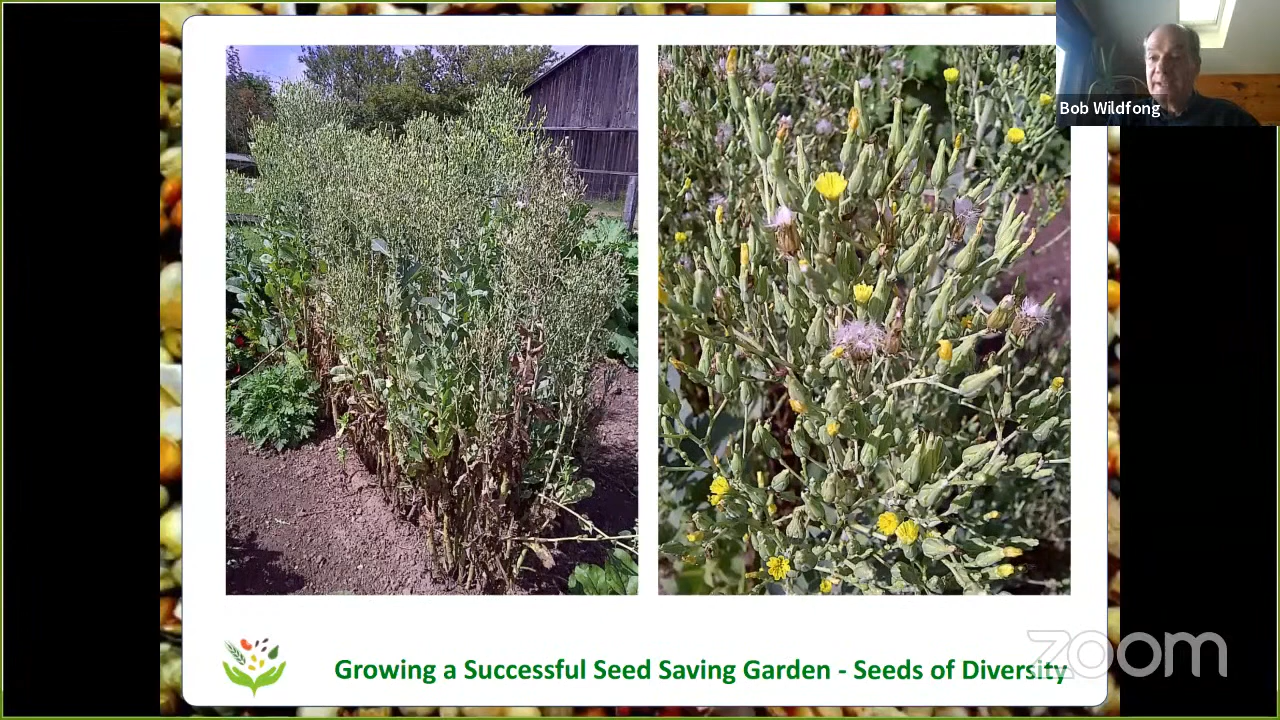 Bob Wildfong
Growing a Successful Seed Saving Garden - Seeds of Diversity
zoom